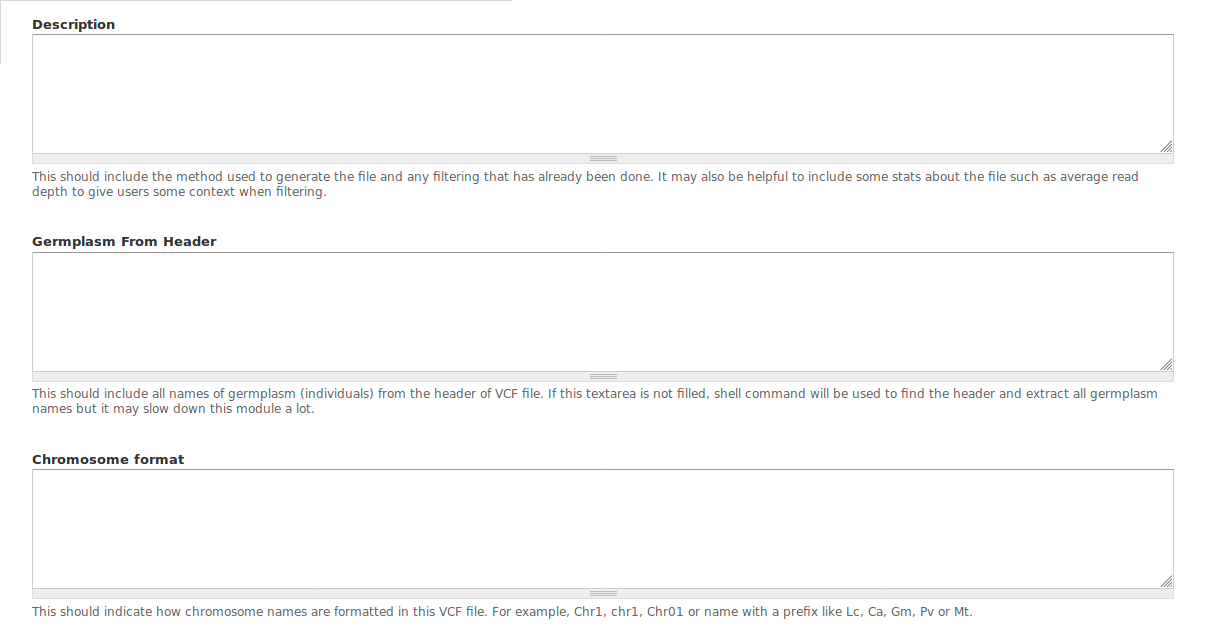 Description
This should include the method used to generate the file and any filtering that has already been done. It may also be helpful to include some stats about the file such as average read
depth to give users some context when filtering.
Germplasm From Header
This should include all names of germplasm (individuals) from the header of VCF file. If this textarea is not filled, shell command will be used to find the header and extract all germplasm
names but it may slow down this module a lot.
Chromosome format
This should indicate how chromosome names are formatted in this VCF file. For example, Chr1, chr1, Chr01 or name with a prefix like Lc, Ca, Gm, Pv or Mt.